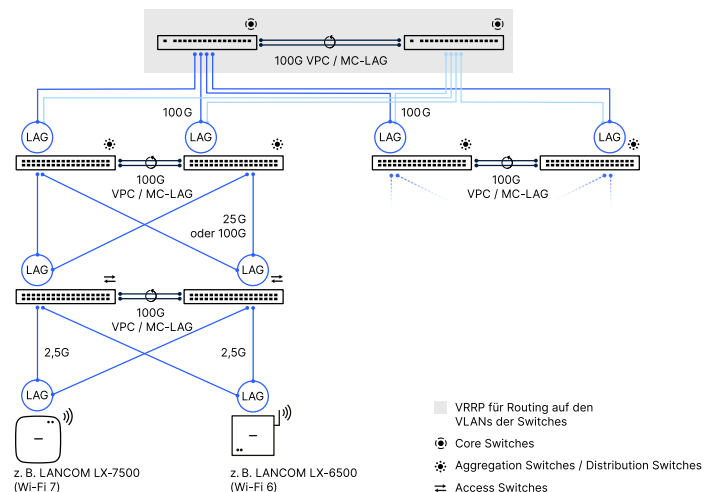 100G VPC / MC-LAG
100 G
100 G
LAG
LAG
LAG
LAG
100G
VPC / MC-LAG
100G
VPC / MC-LAG
25 G
oder 100G
LAG
LAG
100G
VPC / MC-LAG
2,5G
2,5G
LAG
LAG
z. B. LANCOM LX-7500
(Wi-Fi 7)
z. B. LANCOM LX-6500
(Wi-Fi 6)
VRRP für Routing auf den
VLANs der Switches
Core Switches
Aggregation Switches / Distribution Switches
Access Switches